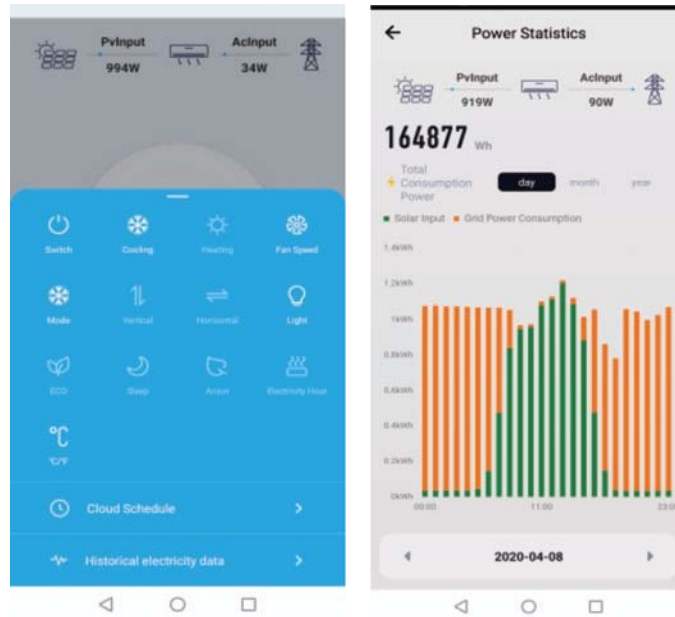 PvInput
AcInput
994W
34W
Switch
Cooling
Heating
Fan Speed
Mode
Vertical
Horizontal
Light
ECO
Sleep
Anion
Electricity Heat
°C
°C/°F
Cloud Schedule
Historical electricity data
Power Statistics
PvInput
AcInput
919W
90W
164877 Wh
Total
Consumption
Power
day
month
year
Solar Input
Grid Power Consumption
1.4kWh
1.2kWh
1kWh
0.8kWh
0.6kWh
0.4kWh
0.2kWh
0kWh
00:00
11:00
23:00
2020-04-08